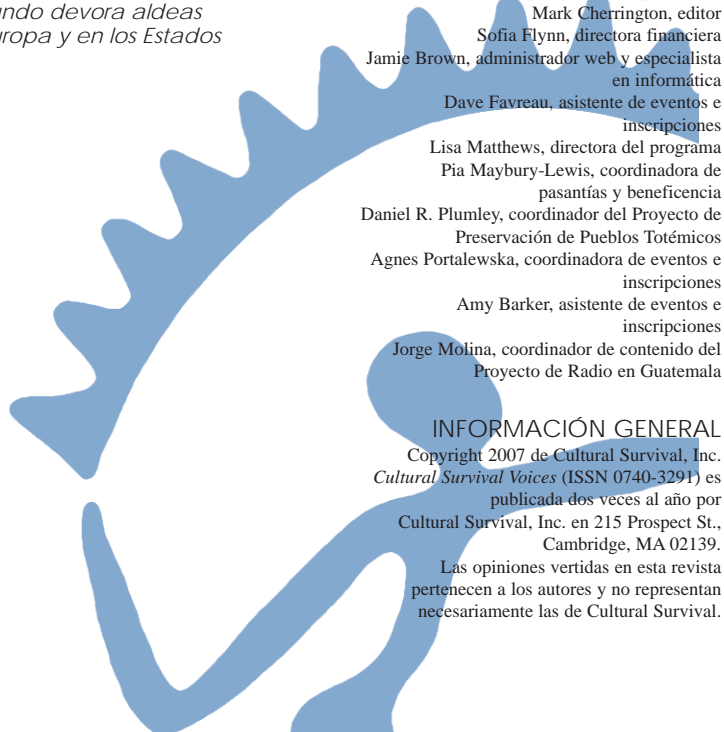 undo devora aldeas
uropa y en los Estados
Mark Cherrington, editor
Sofia Flynn, directora financiera
Jamie Brown, administrador web y especialista
en informática
Dave Favreau, asistente de eventos e
inscripciones
Lisa Matthews, directora del programa
Pia Maybury-Lewis, coordinadora de
pasantías y beneficencia
Daniel R. Plumley, coordinador del Proyecto de
Preservación de Pueblos Totémicos
Agnes Portalewska, coordinadora de eventos e
inscripciones
Amy Barker, asistente de eventos e
inscripciones
Jorge Molina, coordinador de contenido del
Proyecto de Radio en Guatemala
INFORMACIÓN GENERAL
Copyright 2007 de Cultural Survival, Inc.
Cultural Survival Voices (ISSN 0740-3291) es
publicada dos veces al año por
Cultural Survival, Inc. en 215 Prospect St.,
Cambridge, MA 02139.
Las opiniones vertidas en esta revista
pertenecen a los autores y no representan
necesariamente las de Cultural Survival.